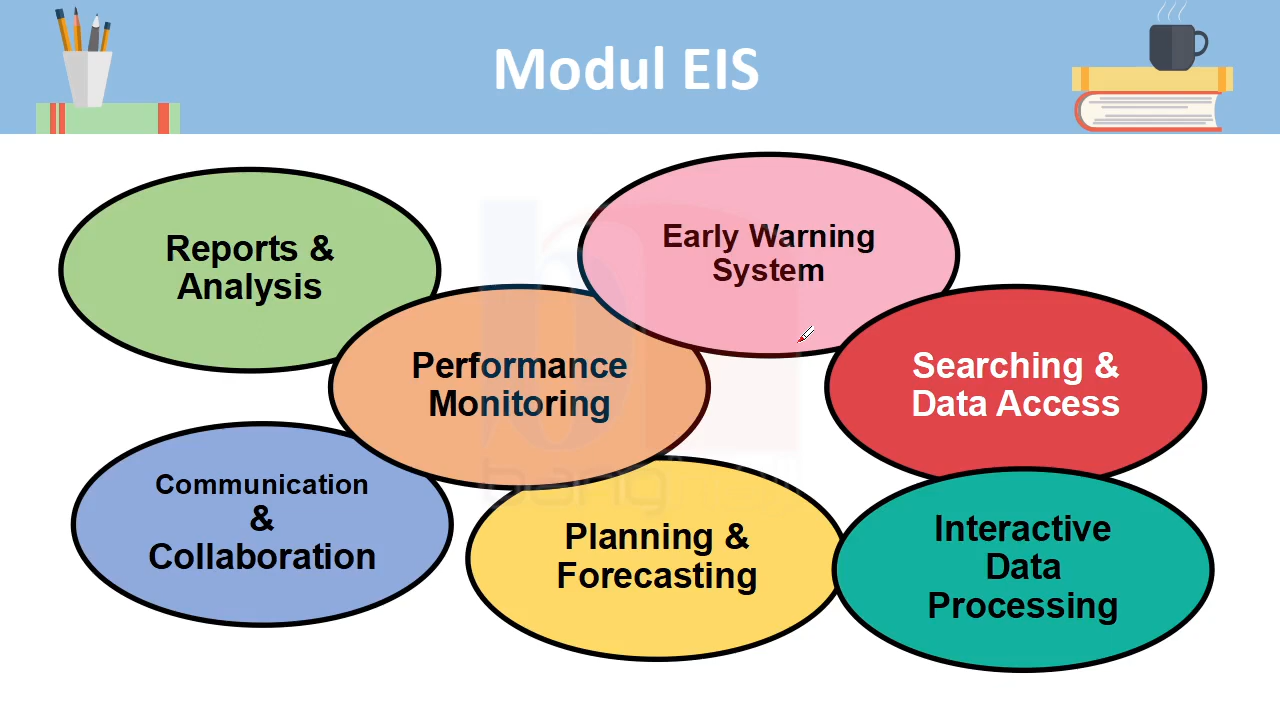 Modul EIS
Reports &
Analysis
Early Warning
System
Performance
Monitoring
Searching &
Data Access
Communication
&
Collaboration
Planning &
Forecasting
Interactive
Data
Processing